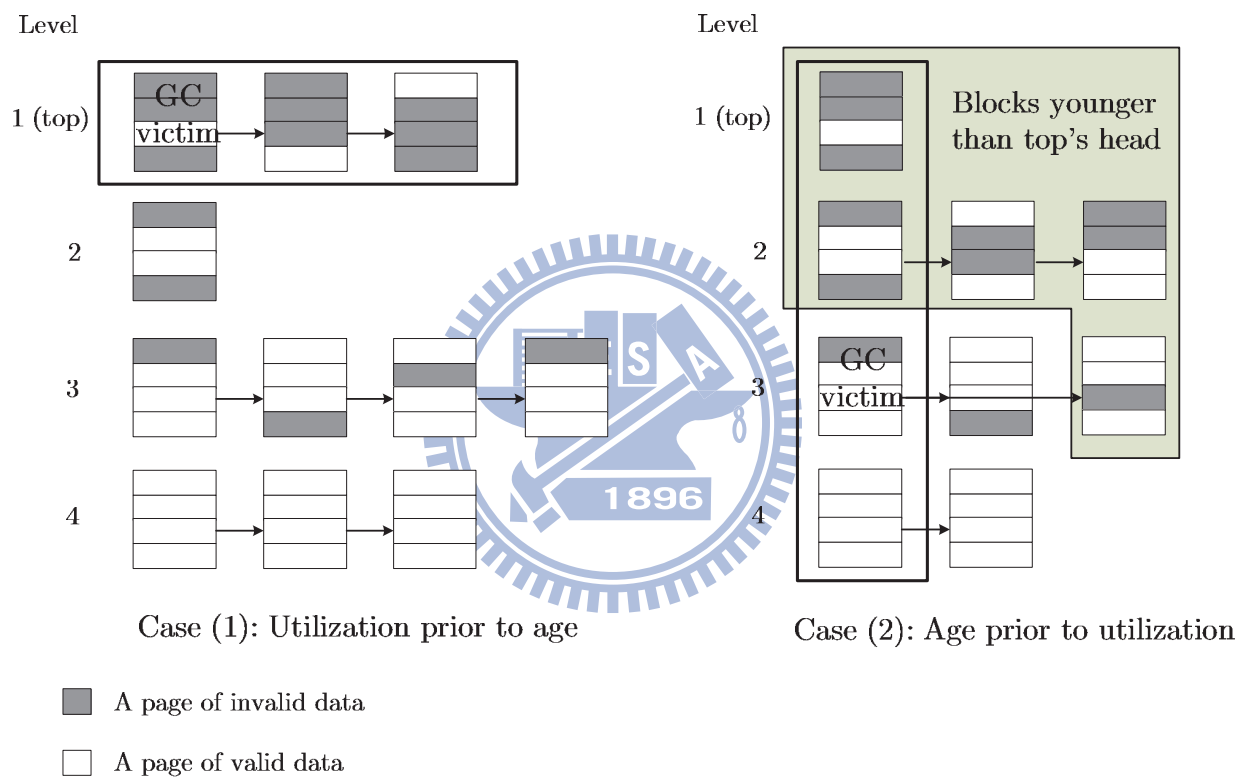 Level
1 (top)
GC
victim
2
3
4
Case (1): Utilization prior to age
Level
1 (top)
Blocks younger
than top's head
2
3
GC
victim
4
Case (2): Age prior to utilization
A page of invalid data
A page of valid data
E S A
8
1896